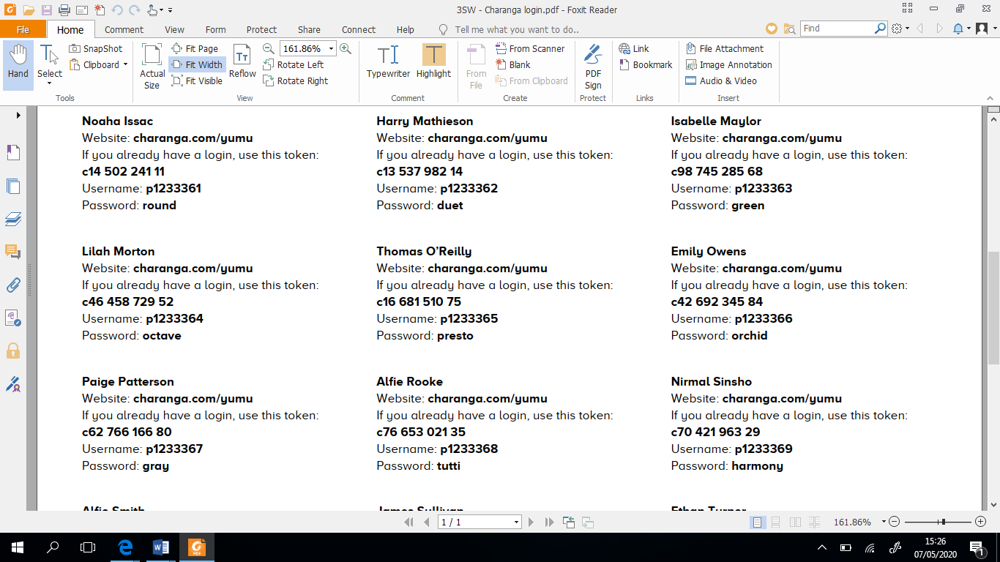 3SW - Charanga login.pdf - Foxit Reader
File Home Comment View Form Protect Share Connect Help Tell me what you want to do.. Find
Hand
Select
SnapShot
Clipboard
Tools
Actual Size
Fit Page
Fit Width
Fit Visible
Reflow
161.86%
Rotate Left
Rotate Right
View
Typewriter
Highlight
Comment
From File
From Scanner
Blank
From Clipboard
Create
PDF Sign
Protect
Link
Bookmark
Links
File Attachment
Image Annotation
Audio & Video
Insert
Noaha Issac
Website: charanga.com/yumu
If you already have a login, use this token:
c14 502 241 11
Username: p1233361
Password: round
Harry Mathieson
Website: charanga.com/yumu
If you already have a login, use this token:
c13 537 982 14
Username: p1233362
Password: duet
Isabelle Maylor
Website: charanga.com/yumu
If you already have a login, use this token:
c98 745 285 68
Username: p1233363
Password: green
Lilah Morton
Website: charanga.com/yumu
If you already have a login, use this token:
c46 458 729 52
Username: p1233364
Password: octave
Thomas O’Reilly
Website: charanga.com/yumu
If you already have a login, use this token:
c16 681 510 75
Username: p1233365
Password: presto
Emily Owens
Website: charanga.com/yumu
If you already have a login, use this token:
c42 692 345 84
Username: p1233366
Password: orchid
Paige Patterson
Website: charanga.com/yumu
If you already have a login, use this token:
c62 766 166 80
Username: p1233367
Password: gray
Alfie Rooke
Website: charanga.com/yumu
If you already have a login, use this token:
c76 653 021 35
Username: p1233368
Password: tutti
Nirmal Sinsho
Website: charanga.com/yumu
If you already have a login, use this token:
c70 421 963 29
Username: p1233369
Password: harmony
Alfie Smith
James Sullivan
Ethan Turner
1 / 1
161.86%
15:26
07/05/2020
1